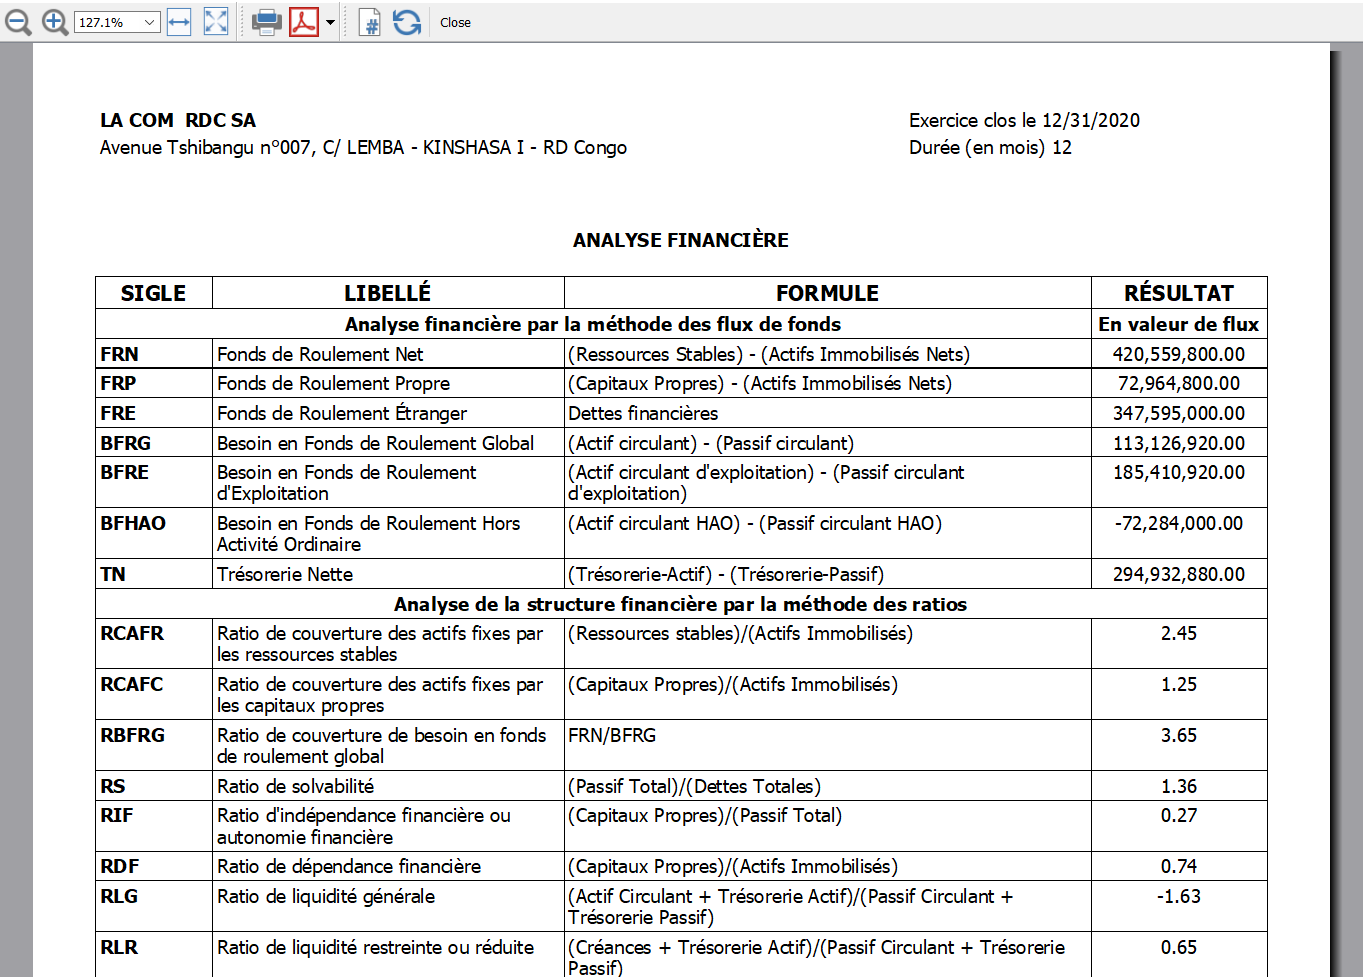 127.1%
Close
LA COM  RDC SA
Exercice clos le 12/31/2020
Avenue Tshibangu n°007, C/ LEMBA - KINSHASA I - RD Congo
Durée (en mois) 12
ANALYSE FINANCIÈRE
SIGLE LIBELLÉ FORMULE RÉSULTAT
Analyse financière par la méthode des flux de fonds En valeur de flux
FRN Fonds de Roulement Net (Ressources Stables) - (Actifs Immobilisés Nets) 420,559,800.00
FRP Fonds de Roulement Propre (Capitaux Propres) - (Actifs Immobilisés Nets) 72,964,800.00
FRE Fonds de Roulement Étranger Dettes financières 347,595,000.00
BFRG Besoin en Fonds de Roulement Global (Actif circulant) - (Passif circulant) 113,126,920.00
BFRE Besoin en Fonds de Roulement (Actif circulant d'exploitation) - (Passif circulant 185,410,920.00
d'Exploitation d'exploitation)
BFHAO Besoin en Fonds de Roulement Hors (Actif circulant HAO) - (Passif circulant HAO) -72,284,000.00
Activité Ordinaire
TN Trésorerie Nette (Trésorerie-Actif) - (Trésorerie-Passif) 294,932,880.00
Analyse de la structure financière par la méthode des ratios
RCAFR Ratio de couverture des actifs fixes par (Ressources stables)/(Actifs Immobilisés) 2.45
les ressources stables
RCAFC Ratio de couverture des actifs fixes par (Capitaux Propres)/(Actifs Immobilisés) 1.25
les capitaux propres
RBFRG Ratio de couverture de besoin en fonds FRN/BFRG 3.65
de roulement global
RS Ratio de solvabilité (Passif Total)/(Dettes Totales) 1.36
RIF Ratio d'indépendance financière ou (Capitaux Propres)/(Passif Total) 0.27
autonomie financière
RDF Ratio de dépendance financière (Capitaux Propres)/(Actifs Immobilisés) 0.74
RLG Ratio de liquidité générale (Actif Circulant + Trésorerie Actif)/(Passif Circulant + -1.63
Trésorerie Passif)
RLR Ratio de liquidité restreinte ou réduite (Créances + Trésorerie Actif)/(Passif Circulant + Trésorerie 0.65
Passif)